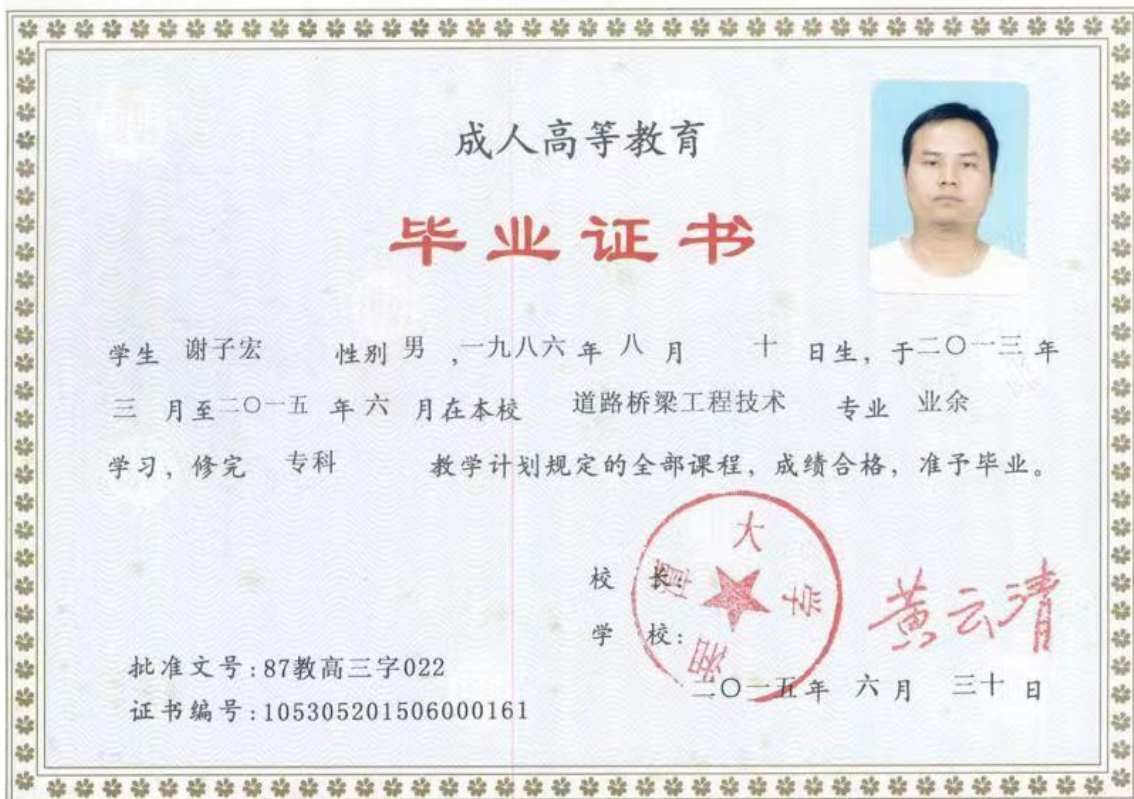 成人高等教育
毕业证书
学生 谢子宏 性别 男 ,一九八六 年 八 月 十 日生, 于二〇一三 年
三 月至二〇一五 年 六 月在本校 道路桥梁工程技术 专业 业余
学习, 修完 专科 教学计划规定的全部课程, 成绩合格, 准予毕业。
湘潭大学
校 长:
黄云清
学 校:
批准文号:87教高三字022
二〇一五年 六月 三十日
证书编号:105305201506000161